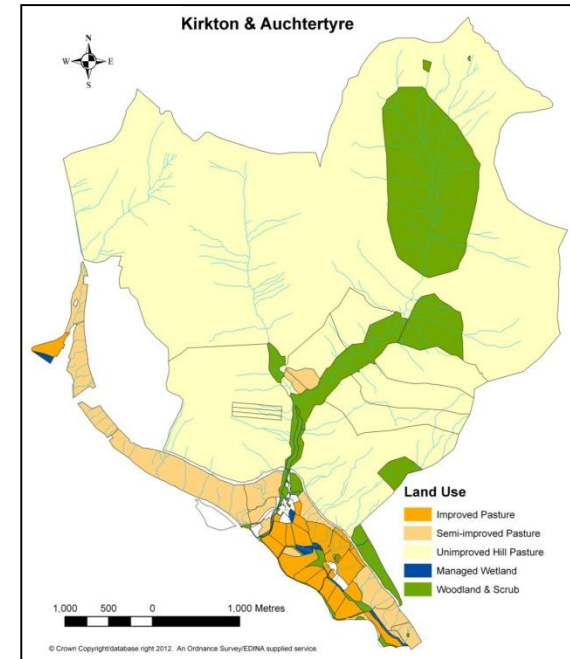 Kirkton & Auchtertyre
N
W E
S
Land Use
Improved Pasture
Semi-improved Pasture
Unimproved Hill Pasture
Managed Wetland
Woodland & Scrub
1,000 500 0 1,000 Metres
© Crown Copyright/database right 2012. An Ordnance Survey/EDINA supplied service.